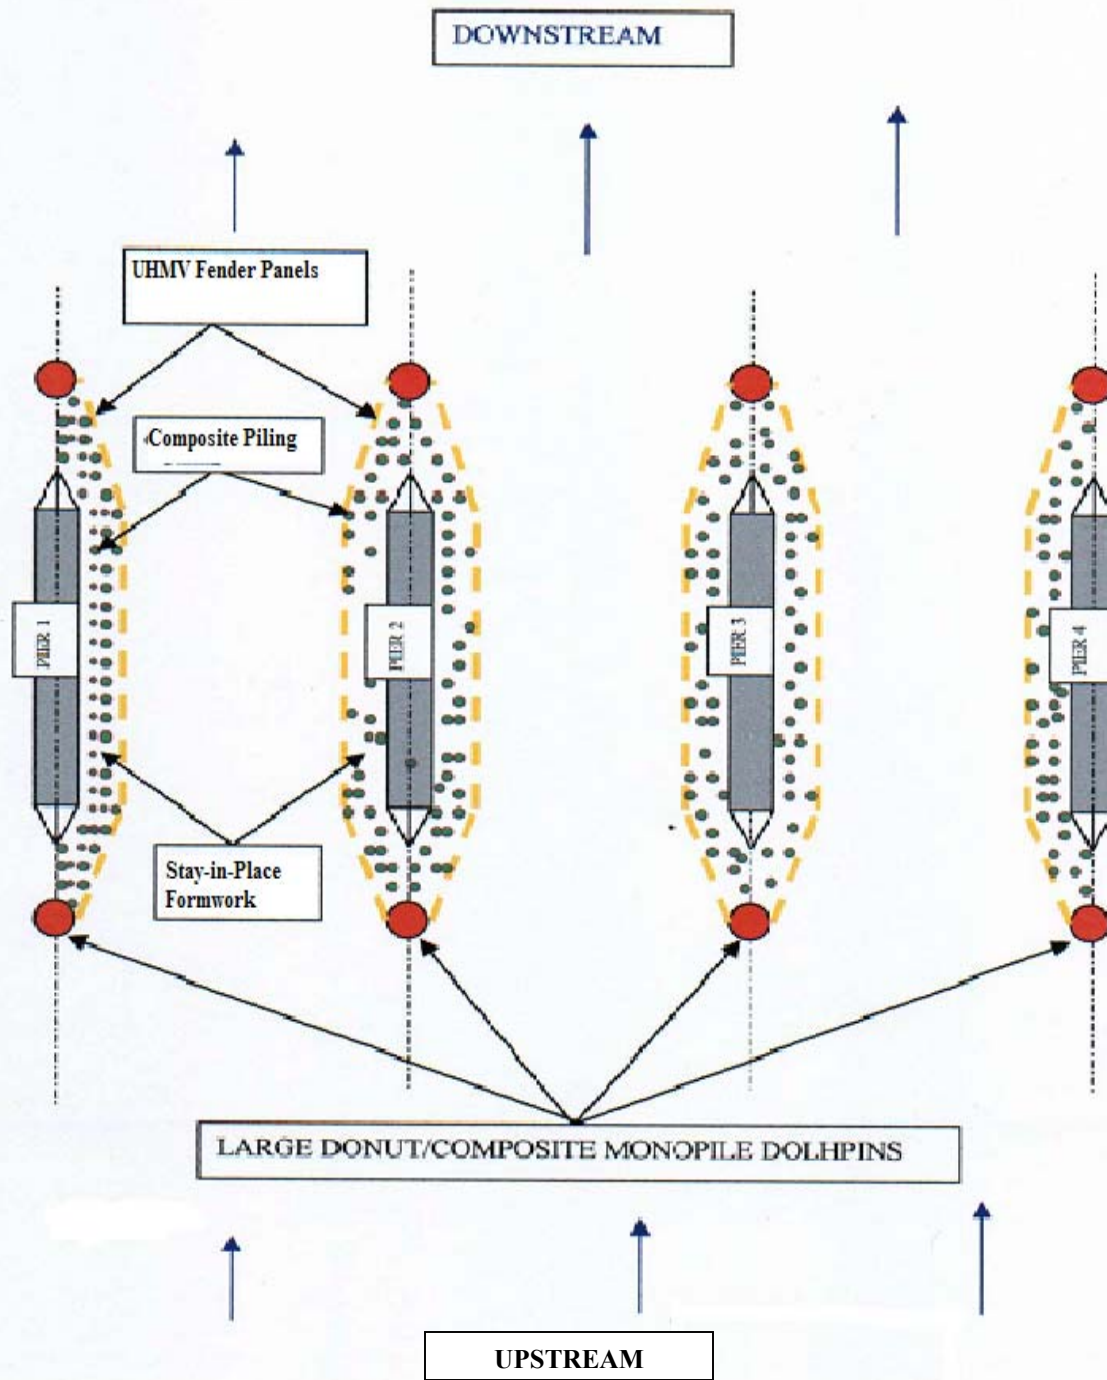 DOWNSTREAM
UHMV Fender Panels
Composite Piling
PIER 1
PIER 2
PIER 3
PIER 4
Stay-in-Place
Formwork
LARGE DONUT/COMPOSITE MONOPILE DOLHPINS
UPSTREAM